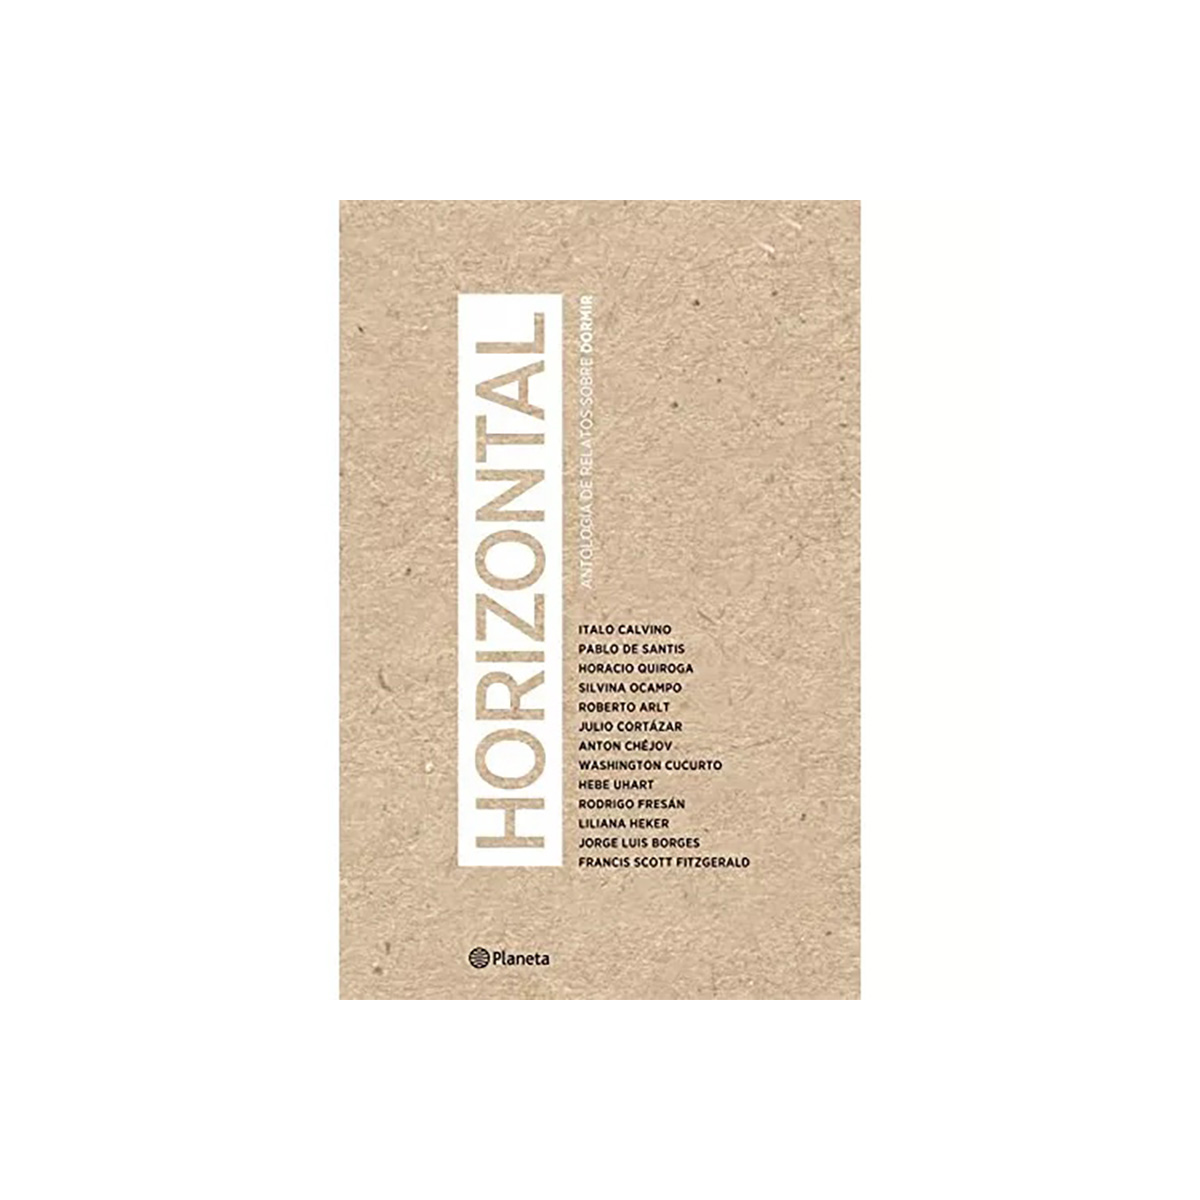 HORIZONTAL
ANTOLOGÍA DE RELATOS SOBRE DORMIR
ITALO CALVINO
PABLO DE SANTIS
HORACIO QUIROGA
SILVINA OCAMPO
ROBERTO ARLT
JULIO CORTÁZAR
ANTON CHÉJOV
WASHINGTON CUCURTO
HEBE UHART
RODRIGO FRESÁN
LILIANA HEKER
JORGE LUIS BORGES
FRANCIS SCOTT FITZGERALD
Planeta